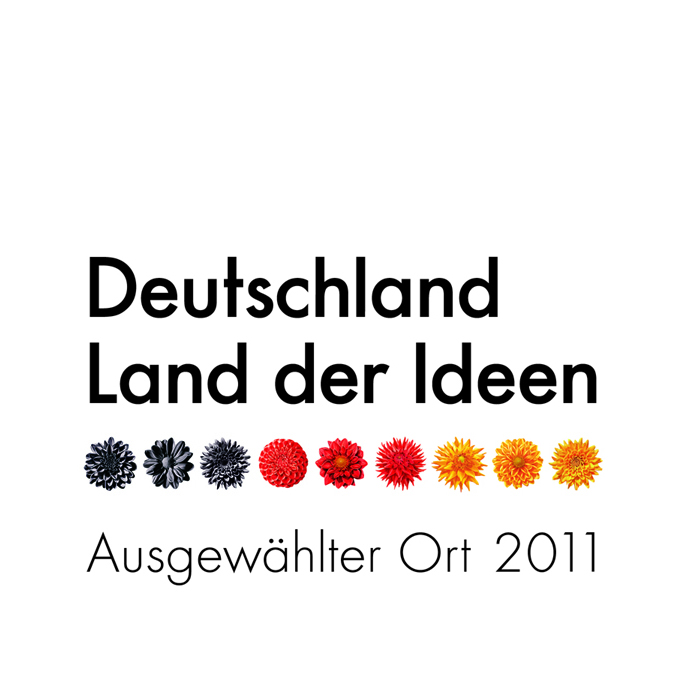 Deutschland
Land der Ideen
Ausgewählter Ort 2011